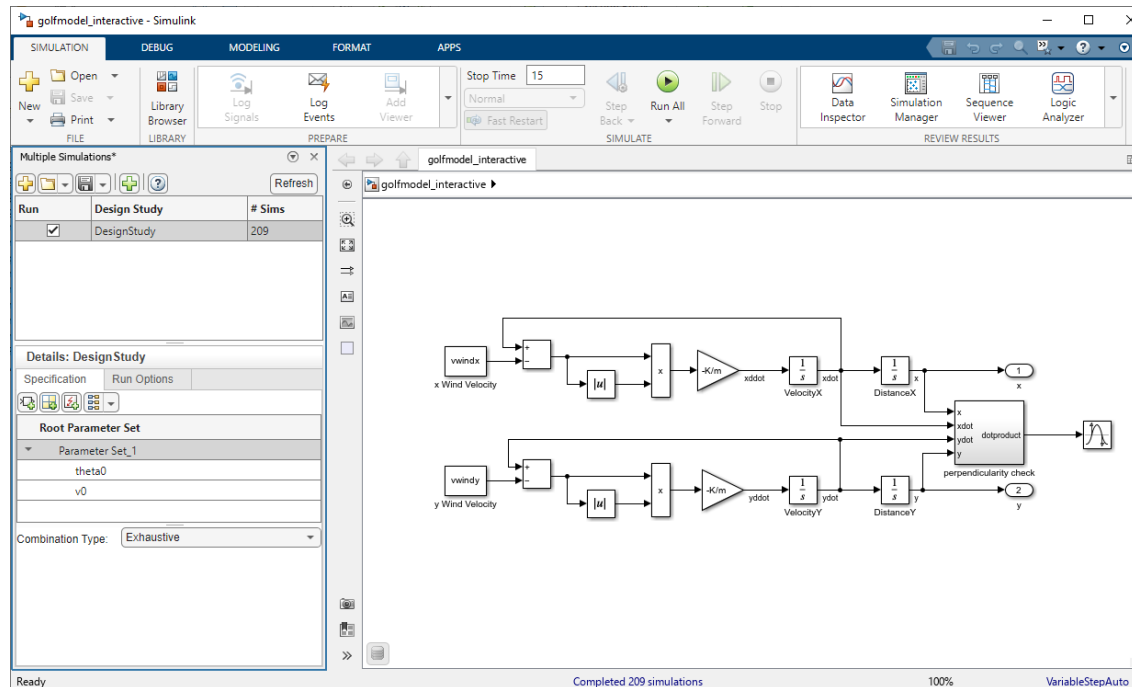 golfmodel_interactive - Simulink
SIMULATION DEBUG MODELING FORMAT APPS
New
Open
Save
Print
FILE
Library
Browser
LIBRARY
Log
Signals
Log
Events
Add
Viewer
PREPARE
Stop Time 15
Normal
Fast Restart
Step
Back
Run All
Step
Forward
Stop
SIMULATE
Data
Inspector
Simulation
Manager
Sequence
Viewer
Logic
Analyzer
REVIEW RESULTS
Multiple Simulations*
Refresh
Run Design Study # Sims
DesignStudy 209
Details: DesignStudy
Specification Run Options
Root Parameter Set
Parameter Set_1
theta0
v0
Combination Type: Exhaustive
golfmodel_interactive
golfmodel_interactive
vwindx
x Wind Velocity
+
−
|u|
x
-K/m
xddot
1
s
VelocityX
xdot
1
s
DistanceX
x
1
x
x
xdot
ydot
y
dotproduct
perpendicularity check
vwindy
y Wind Velocity
+
−
|u|
x
-K/m
yddot
1
s
VelocityY
ydot
1
s
DistanceY
y
2
y
Ready
Completed 209 simulations
100%
VariableStepAuto